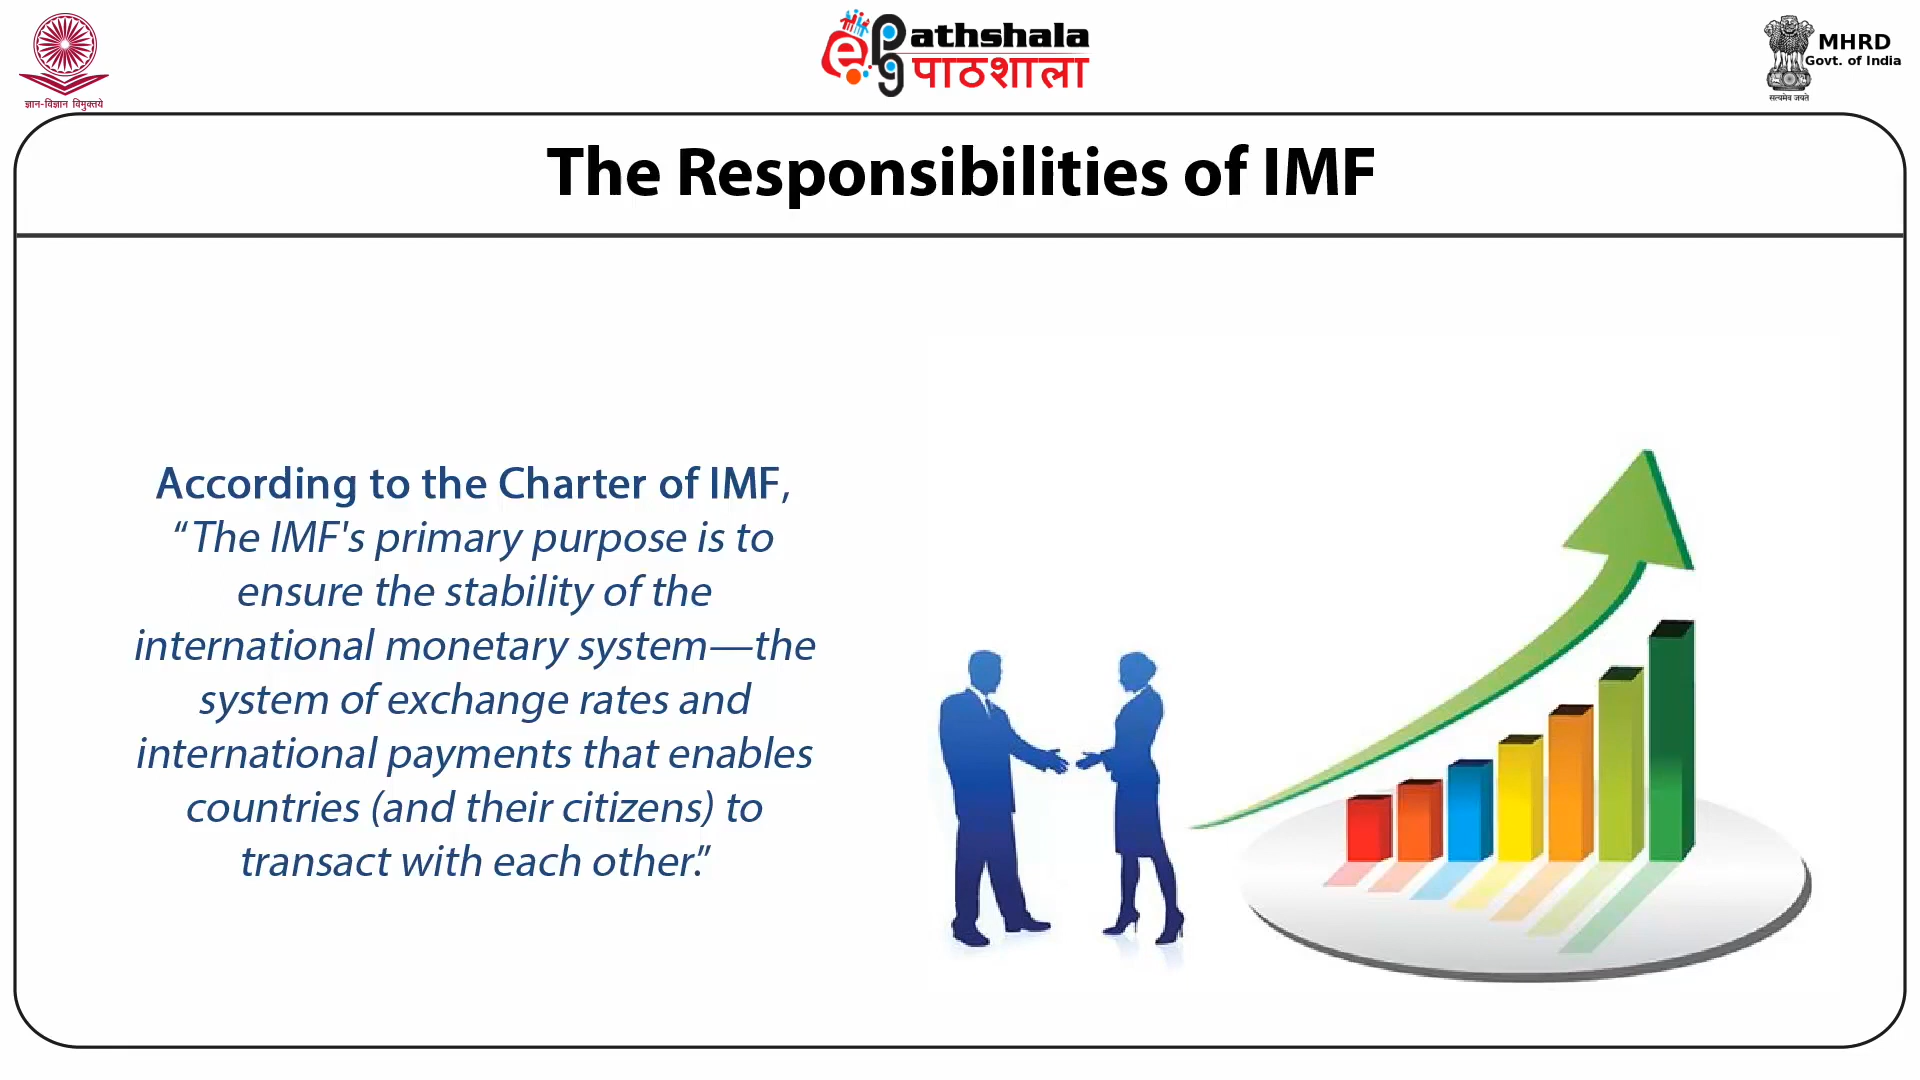 ज्ञान-विज्ञान विमुक्तये
ePathshala
पाठशाला
MHRD
Govt. of India
सत्यमेव जयते
The Responsibilities of IMF
According to the Charter of IMF,
“The IMF's primary purpose is to
ensure the stability of the
international monetary system—the
system of exchange rates and
international payments that enables
countries (and their citizens) to
transact with each other.”